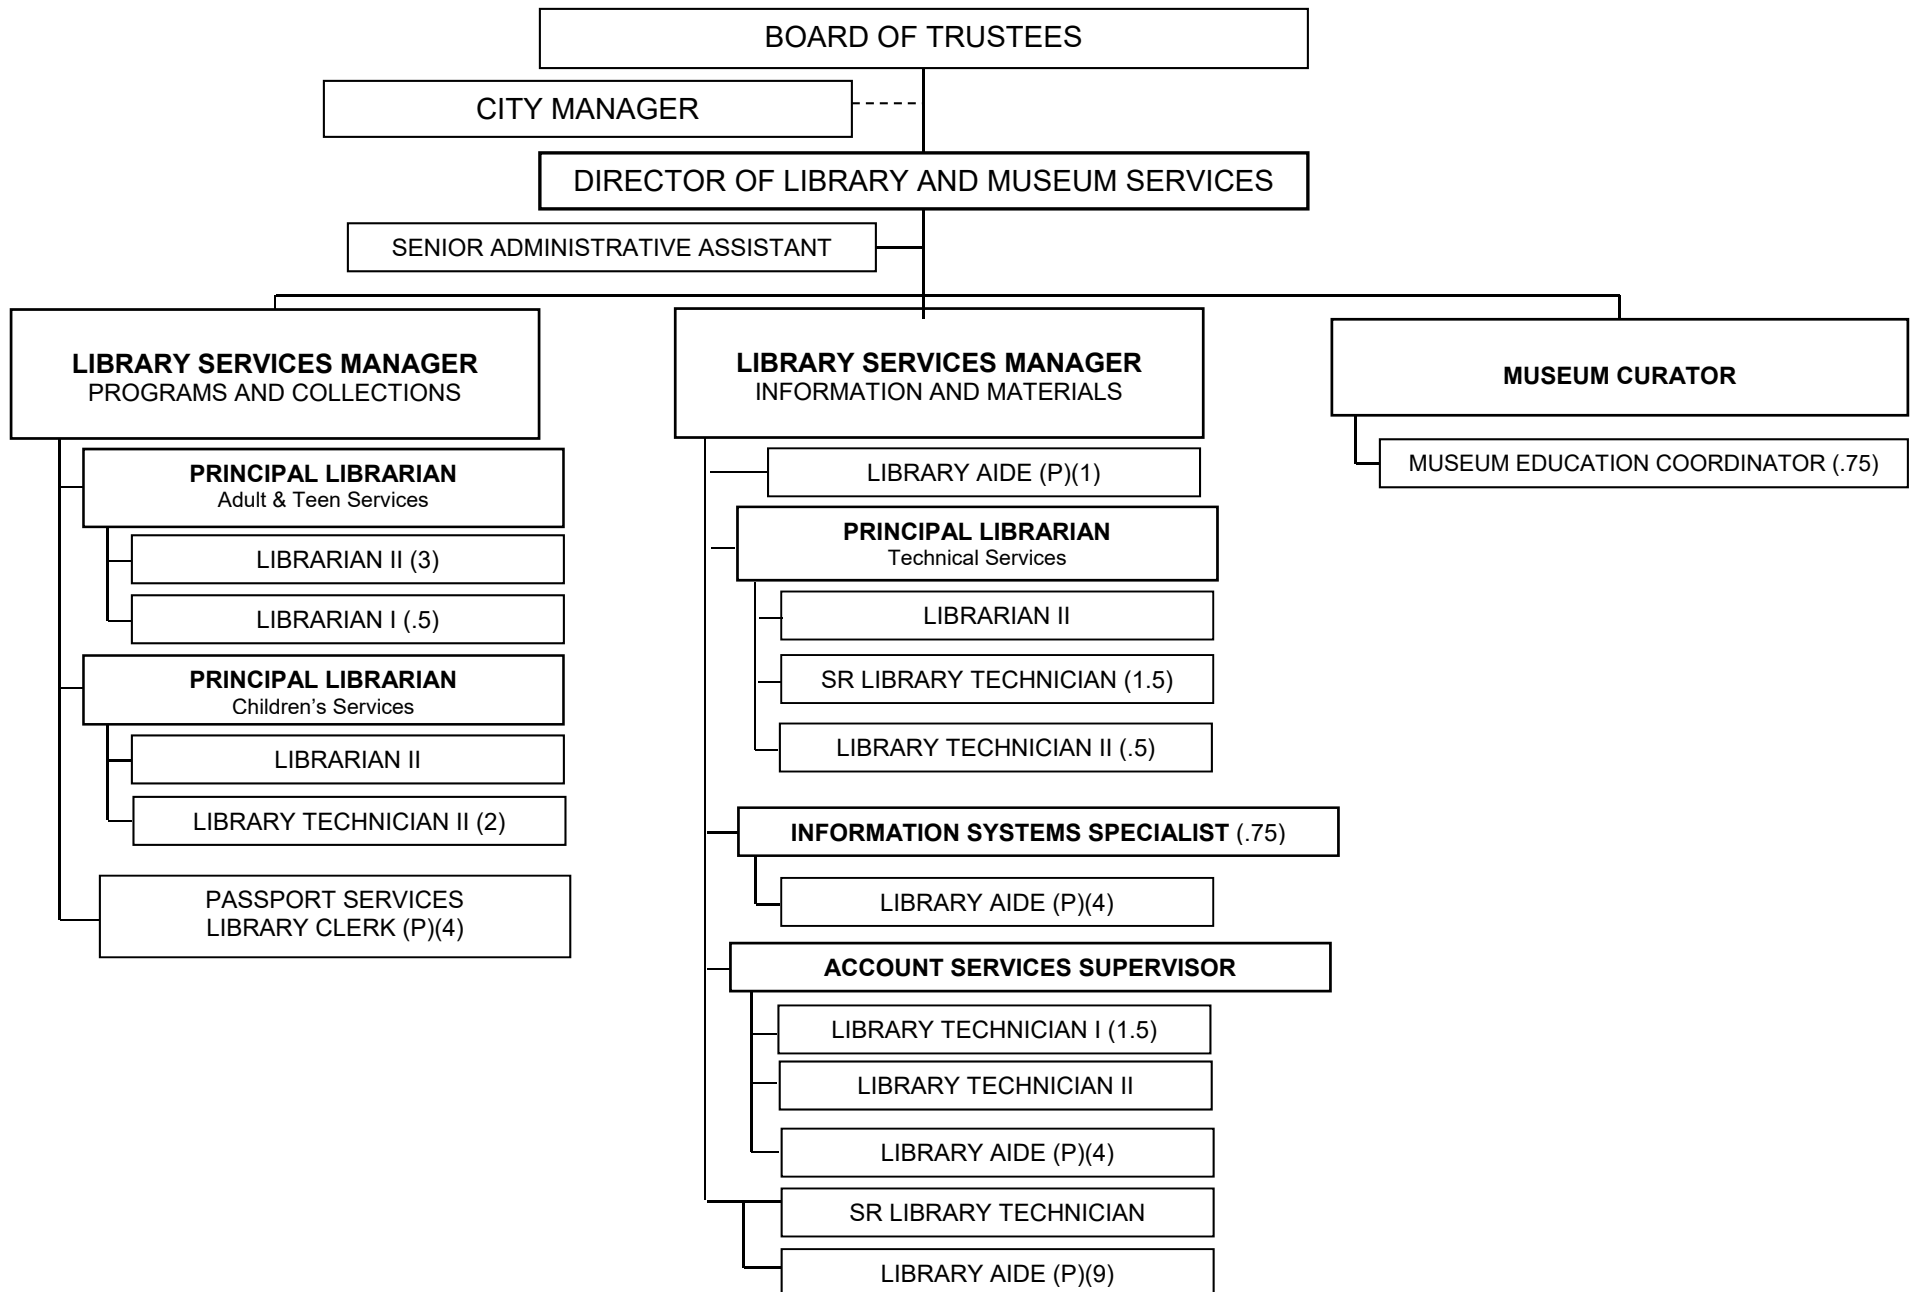 BOARD OF TRUSTEES
CITY MANAGER
DIRECTOR OF LIBRARY AND MUSEUM SERVICES
SENIOR ADMINISTRATIVE ASSISTANT
LIBRARY SERVICES MANAGER
PROGRAMS AND COLLECTIONS
PRINCIPAL LIBRARIAN
Adult & Teen Services
LIBRARIAN II (3)
LIBRARIAN I (.5)
PRINCIPAL LIBRARIAN
Children’s Services
LIBRARIAN II
LIBRARY TECHNICIAN II (2)
PASSPORT SERVICES
LIBRARY CLERK (P)(4)
LIBRARY SERVICES MANAGER
INFORMATION AND MATERIALS
LIBRARY AIDE (P)(1)
PRINCIPAL LIBRARIAN
Technical Services
LIBRARIAN II
SR LIBRARY TECHNICIAN (1.5)
LIBRARY TECHNICIAN II (.5)
INFORMATION SYSTEMS SPECIALIST (.75)
LIBRARY AIDE (P)(4)
ACCOUNT SERVICES SUPERVISOR
LIBRARY TECHNICIAN I (1.5)
LIBRARY TECHNICIAN II
LIBRARY AIDE (P)(4)
SR LIBRARY TECHNICIAN
LIBRARY AIDE (P)(9)
MUSEUM CURATOR
MUSEUM EDUCATION COORDINATOR (.75)